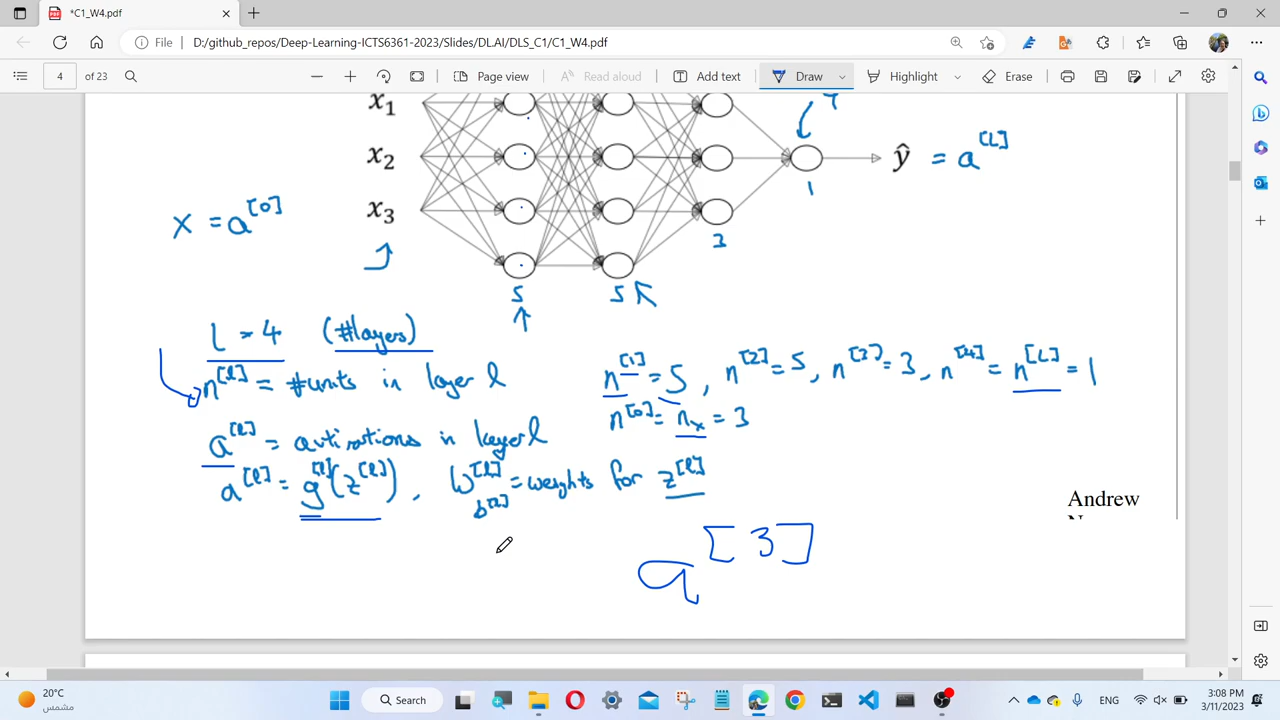 *C1_W4.pdf
File
D:/github_repos/Deep-Learning-ICTS6361-2023/Slides/DL.AI/DLS_C1/C1_W4.pdf
4 of 23
Page view
Read aloud
Add text
Draw
Highlight
Erase
x₁
4
x₂
ŷ = a^[L]
x₃
X = a^[0]
1
3
5
5
L = 4 (#layers)
n^[l] = #units in layer l
n^[1] = 5, n^[2] = 5, n^[3] = 3, n^[4] = n^[L] = 1
n^[0] = nₓ = 3
a^[l] = activations in layer l
a^[l] = g^[l](z^[l]), W^[l] = weights for z^[l]
b^[l]
Andrew
a^[3]
20°C
مشمس
Search
ENG
3:08 PM
3/11/2023